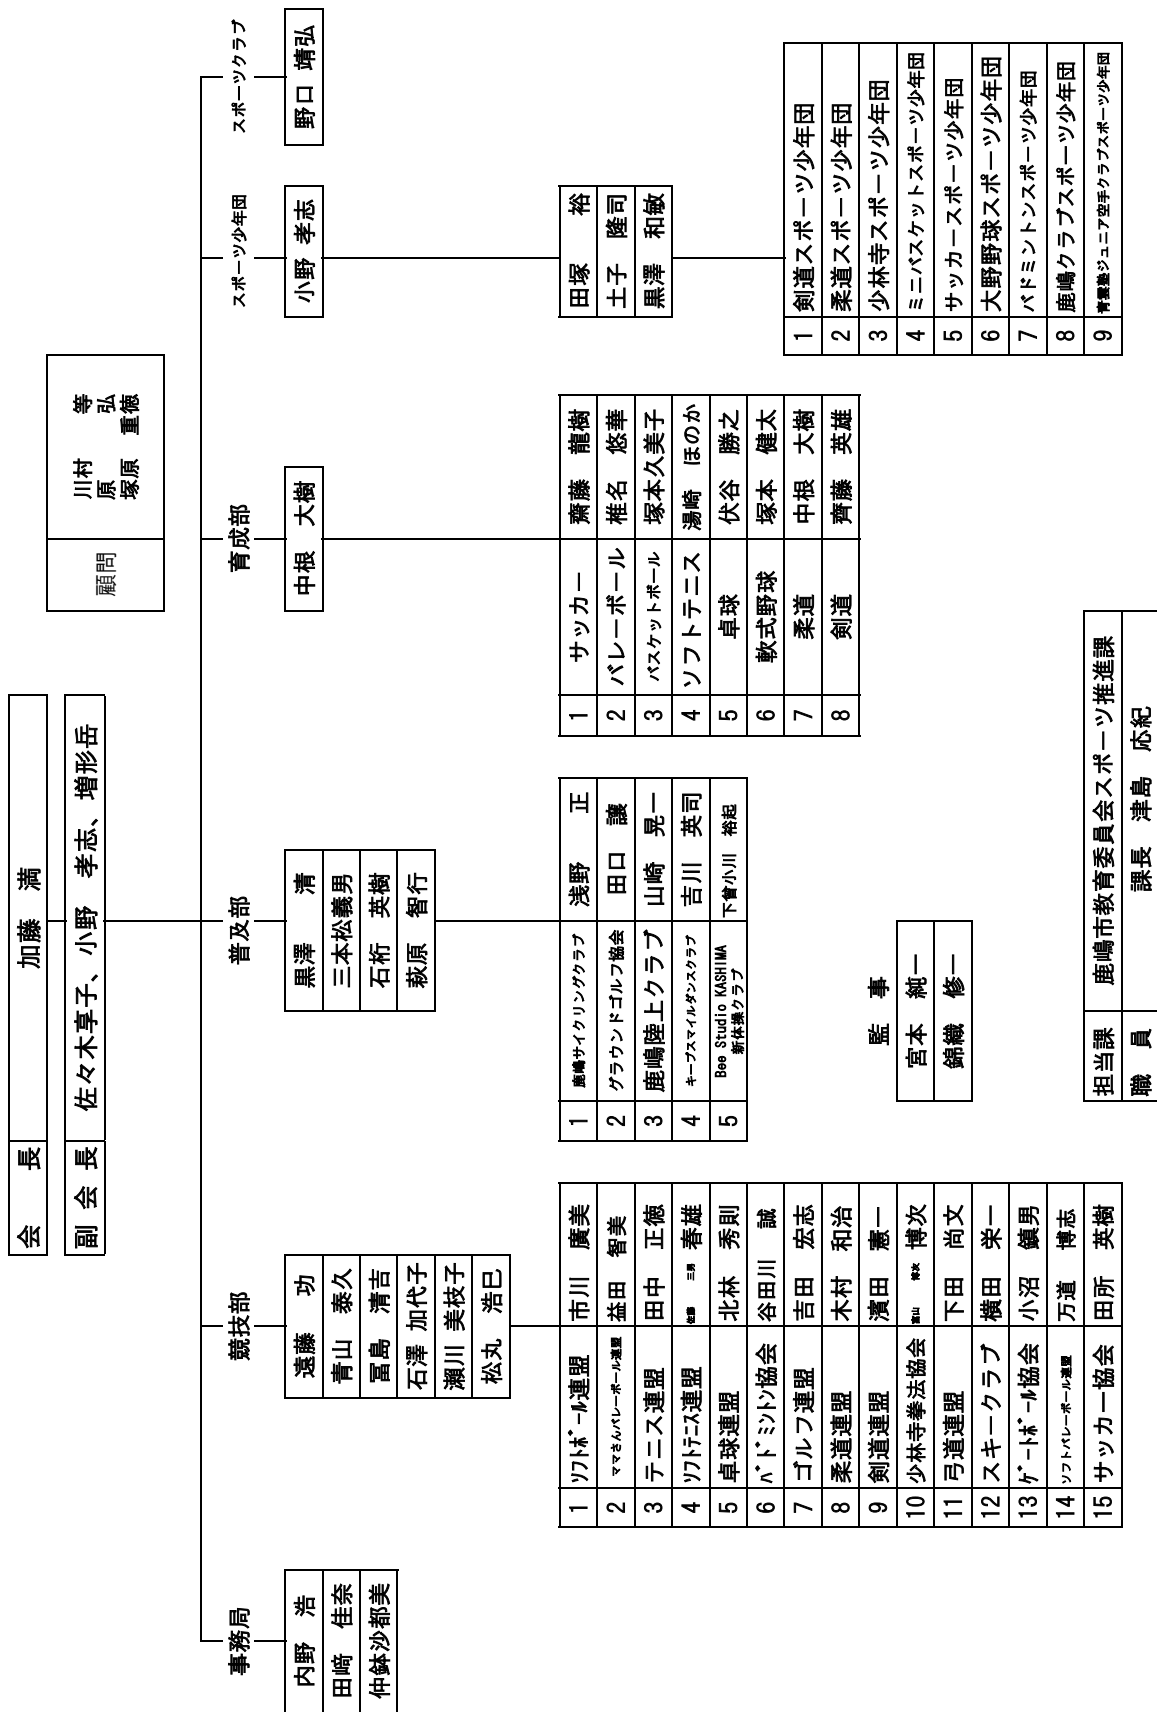 会　　長　加藤　満
副 会 長　佐々木享子、小野　孝志、増形岳
顧問　川村　　等
原　　　弘
塚原　重徳
事務局
内野　浩
田﨑　佳奈
仲鉢沙都美
競技部
遠藤　　功
青山　泰久
冨島　清吉
石澤　加代子
瀬川　美枝子
松丸　浩巳
1　ｿﾌﾄﾎﾞｰﾙ連盟　市川　廣美
2　ママさんバレーボール連盟　益田　智美
3　テニス連盟　田中　正徳
4　ｿﾌﾄﾃﾆｽ連盟　佐藤　三男　春雄
5　卓球連盟　北林　秀則
6　ﾊﾞﾄﾞﾐﾝﾄﾝ協会　谷田川　誠
7　ゴルフ連盟　吉田　宏志
8　柔道連盟　木村　和治
9　剣道連盟　濱田　憲一
10　少林寺拳法協会　富山　博次　博次
11　弓道連盟　下田　尚文
12　スキークラブ　横田　栄一
13　ｹﾞｰﾄﾎﾞｰﾙ協会　小沼　鎮男
14　ソフトバレーボール連盟　万道　博志
15　サッカー協会　田所　英樹
普及部
黒澤　　清
三本松義男
石桁　英樹
萩原　智行
1　鹿嶋サイクリングクラブ　浅野　　正
2　グラウンドゴルフ協会　田口　譲
3　鹿嶋陸上クラブ　山崎　晃一
4　キープスマイルダンスクラブ　吉川　英司
5　Bee Studio KASHIMA
新体操クラブ　下曾小川　裕起
育成部
中根　大樹
1　サッカー　齋藤　龍樹
2　バレーボール　椎名　悠華
3　バスケットボール　塚本久美子
4　ソフトテニス　湯崎　ほのか
5　卓球　伏谷　勝之
6　軟式野球　塚本　健太
7　柔道　中根　大樹
8　剣道　齊藤　英雄
スポーツ少年団
小野　孝志
田塚　　裕
土子　隆司
黒澤　和敏
1　剣道スポーツ少年団
2　柔道スポーツ少年団
3　少林寺スポーツ少年団
4　ミニバスケットスポーツ少年団
5　サッカースポーツ少年団
6　大野野球スポーツ少年団
7　バドミントンスポーツ少年団
8　鹿嶋クラブスポーツ少年団
9　青雲塾ジュニア空手クラブスポーツ少年団
スポーツクラブ
野口　靖弘
監　事
宮本　純一
錦織　修一
担当課　鹿嶋市教育委員会スポーツ推進課
職　員　課長　津島　応紀